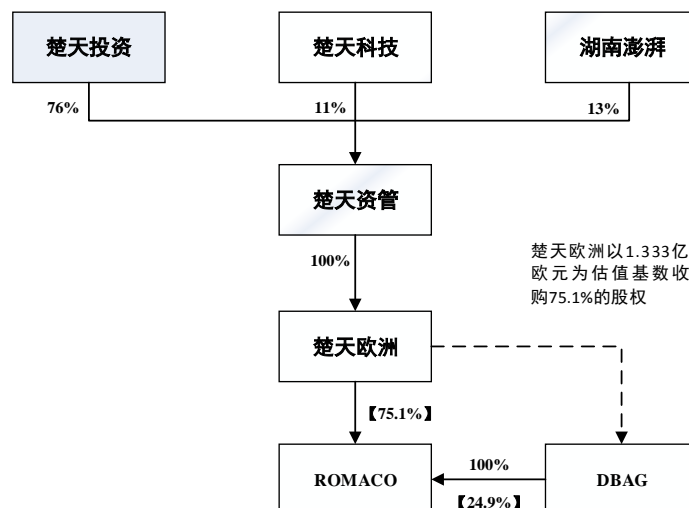 楚天投资
楚天科技
湖南澎湃
76%
11%
13%
楚天资管
100%
楚天欧洲以1.333亿
欧元为估值基数收
购75.1%的股权
楚天欧洲
【75.1%】
ROMACO
100%
【24.9%】
DBAG